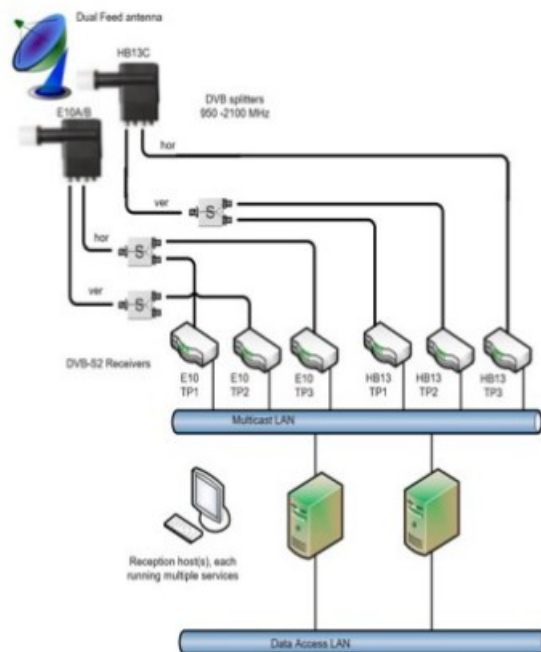 Dual Feed antenna
HB13C
E10A/B
DVB splitters
950 -2100 MHz
hor
ver
S
hor
S
ver
S
DVB-S2 Receivers
E10
TP1
E10
TP2
E10
TP3
HB13
TP1
HB13
TP2
HB13
TP3
Multicast LAN
Reception host(s), each
running multiple services
Data Access LAN